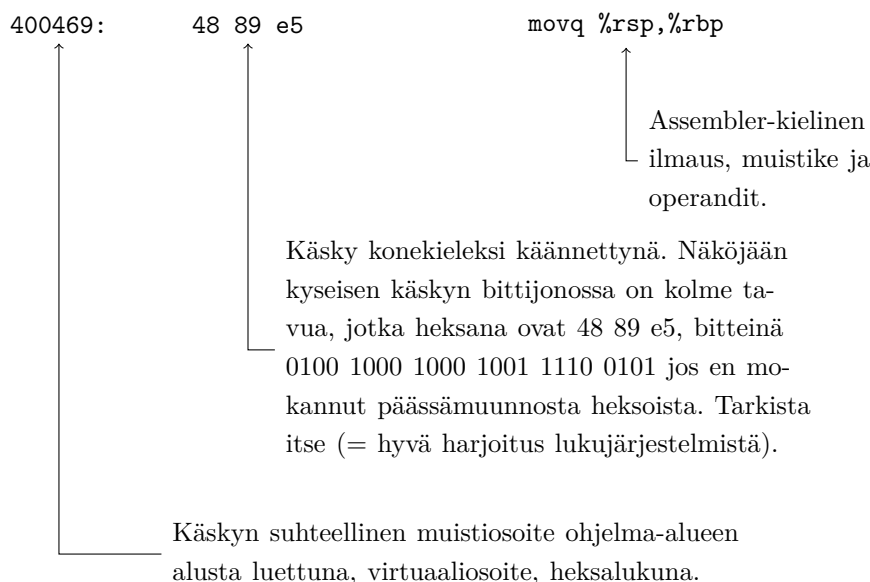 400469: 48 89 e5 movq %rsp,%rbp
Assembler-kielinen
ilmaus, muistike ja
operandit.
Käsky konekieleksi käännettynä. Näköjään
kyseisen käskyn bittijonossa on kolme ta-
vua, jotka heksana ovat 48 89 e5, bitteinä
0100 1000 1000 1001 1110 0101 jos en mo-
kannut päässämuunnosta heksoista. Tarkista
itse (= hyvä harjoitus lukujärjestelmistä).
Käskyn suhteellinen muistiosoite ohjelma-alueen
alusta luettuna, virtuaaliosoite, heksalukuna.